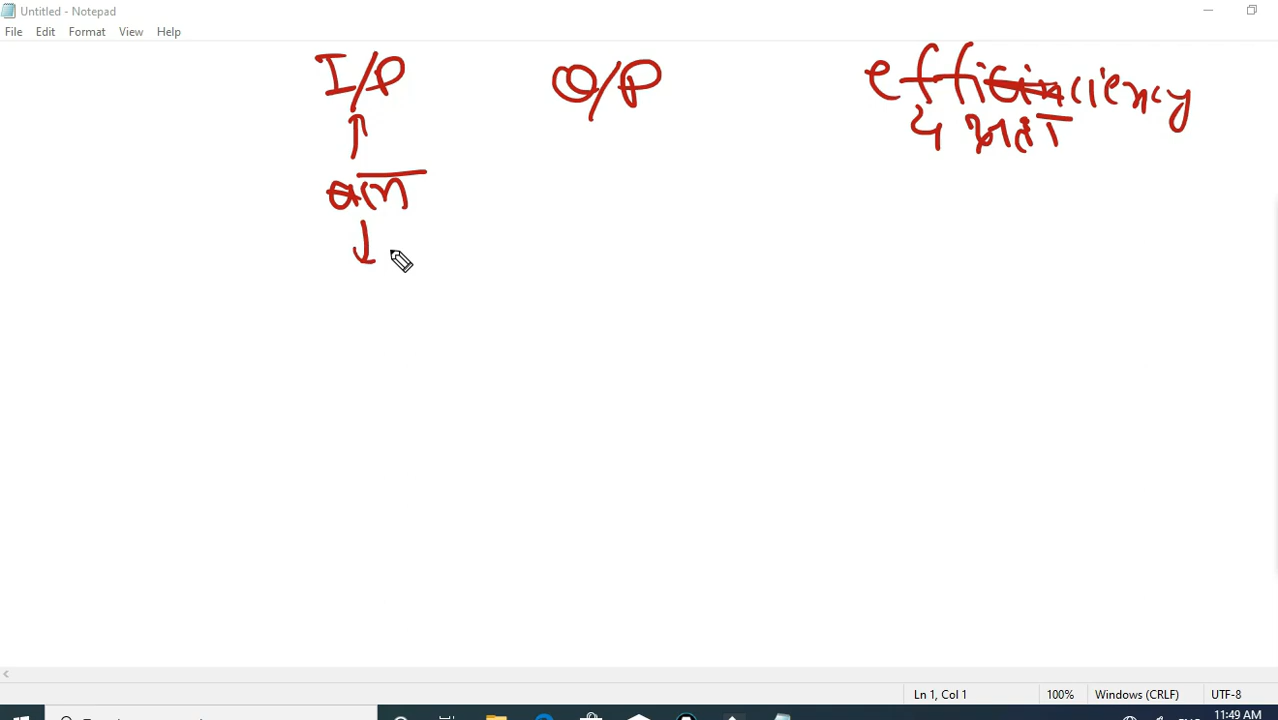 Untitled - Notepad
File Edit Format View Help
I/P O/P efficiency
Ln 1, Col 1 100% Windows (CRLF) UTF-8
11:49 AM